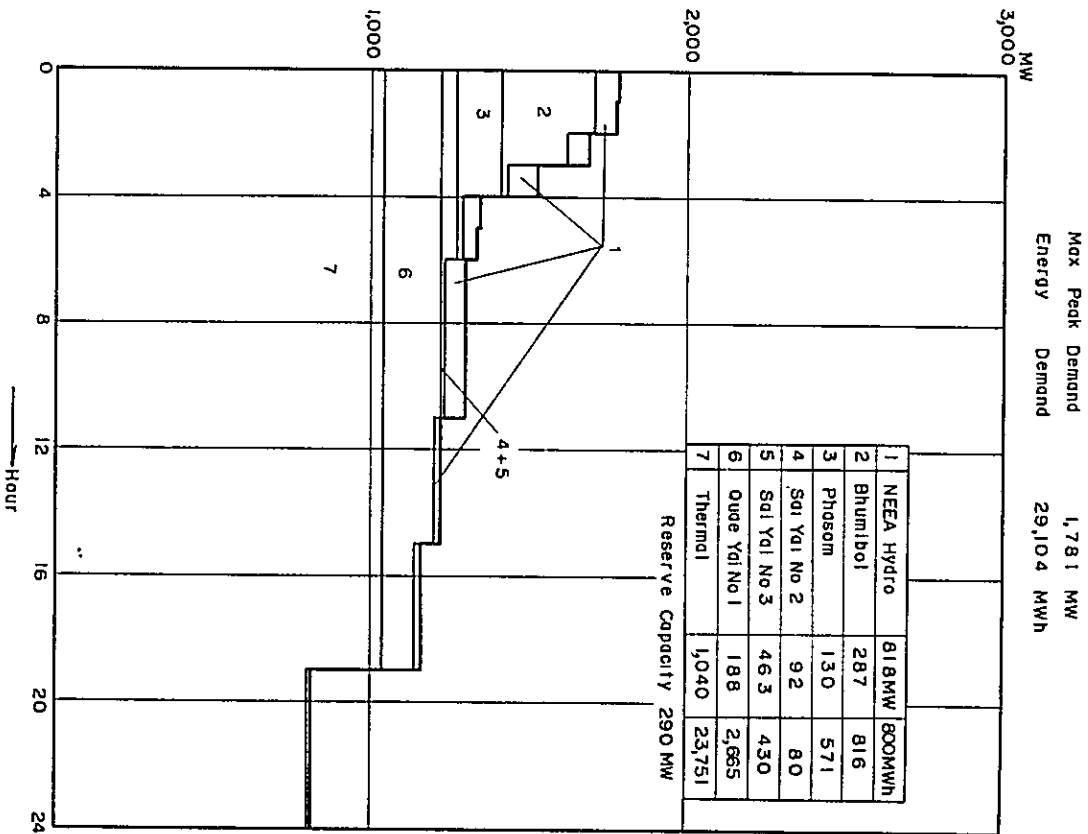 Max Peak Demand 1,781 MW
Energy Demand 29,104 MWh
MW
3,000
2,000
1,000
1 NEEA Hydro 818MW 800MWh
2 Bhumibol 287 816
3 Phasom 130 571
4 Sai Yai No 2 92 80
5 Sai Yai No 3 463 430
6 Quae Yai No 1 188 2,665
7 Thermal 1,040 23,751
Reserve Capacity 290 MW
1
2
3
4+5
6
7
0 4 8 12 16 20 24
Hour